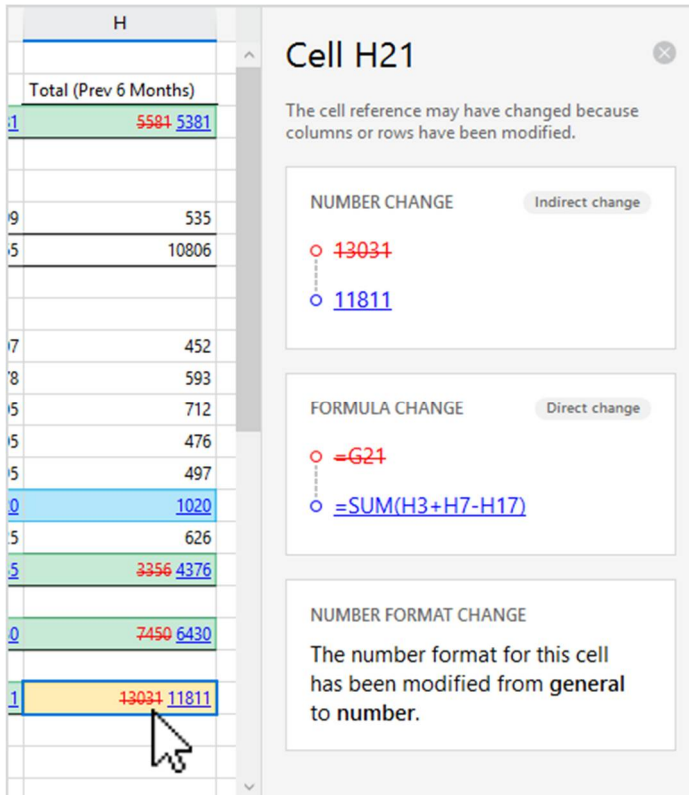 H
Total (Prev 6 Months)
5581 5381
535
10806
452
593
712
476
497
1020
626
3356 4376
7450 6430
13031 11811
Cell H21
The cell reference may have changed because
columns or rows have been modified.
NUMBER CHANGE
Indirect change
13031
11811
FORMULA CHANGE
Direct change
=G21
=SUM(H3+H7-H17)
NUMBER FORMAT CHANGE
The number format for this cell
has been modified from general
to number.